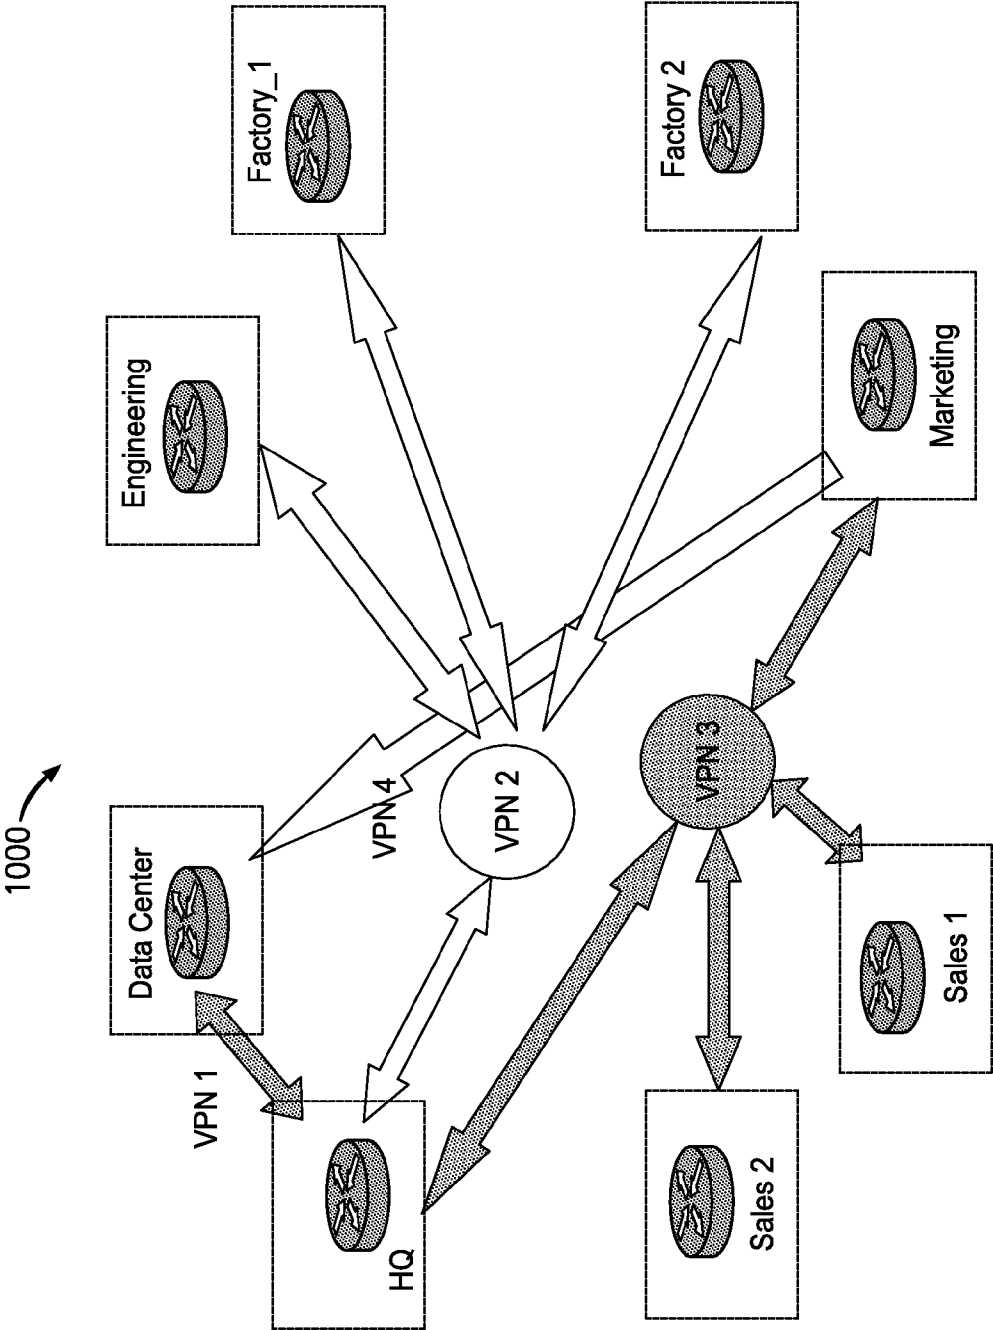 1000
Data Center
Engineering
Factory_1
VPN 1
HQ
VPN 4
VPN 2
VPN 3
Factory 2
Sales 2
Sales 1
Marketing